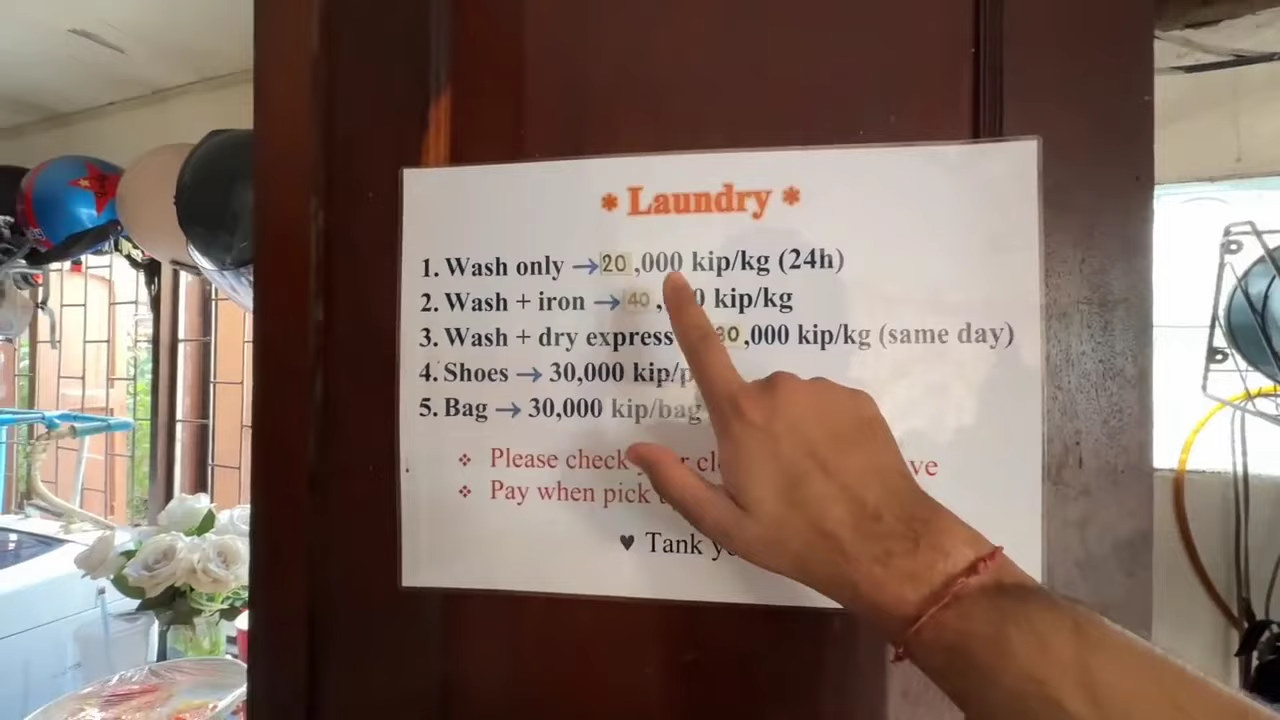 * Laundry *
1. Wash only → 20,000 kip/kg (24h)
2. Wash + iron → 40, 0 kip/kg
3. Wash + dry express 30,000 kip/kg (same day)
4. Shoes → 30,000 kip/p
5. Bag → 30,000 kip/bag
❖ Please check r cl ve
❖ Pay when pick
♥ Tank y